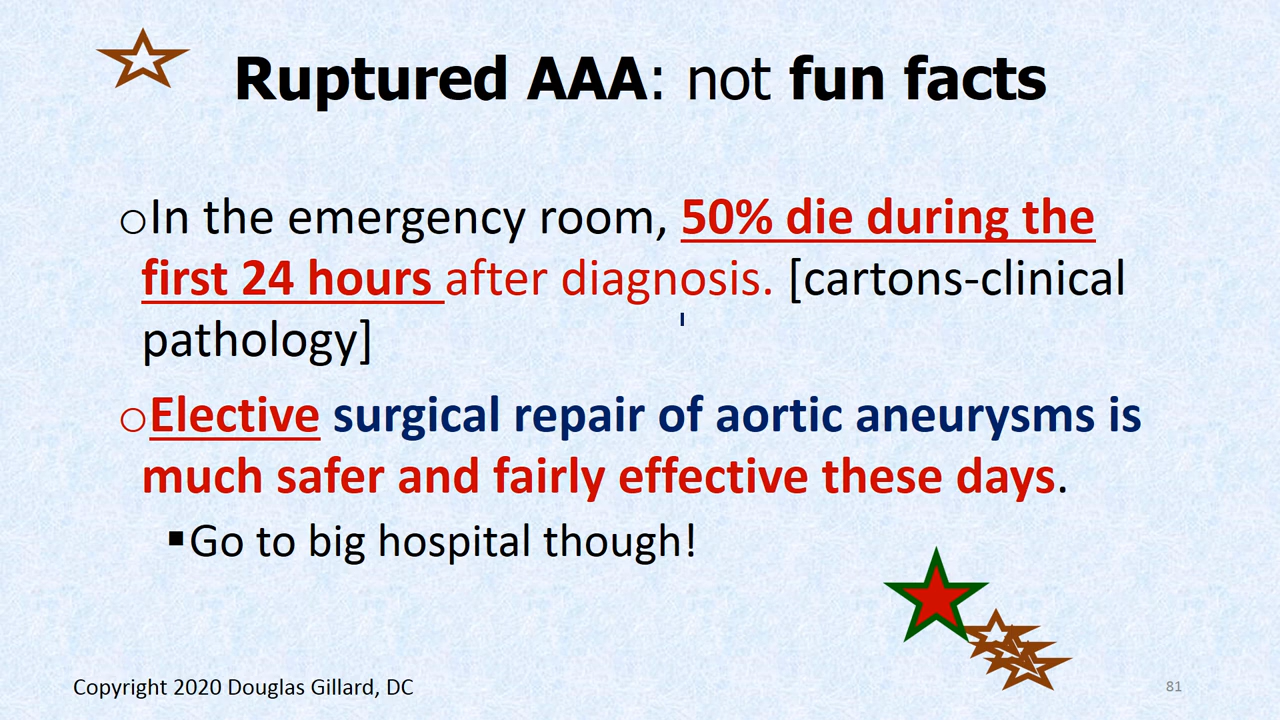 Ruptured AAA: not fun facts
○In the emergency room, 50% die during the
first 24 hours after diagnosis. [cartons-clinical
pathology]
○Elective surgical repair of aortic aneurysms is
much safer and fairly effective these days.
▪Go to big hospital though!
Copyright 2020 Douglas Gillard, DC
81